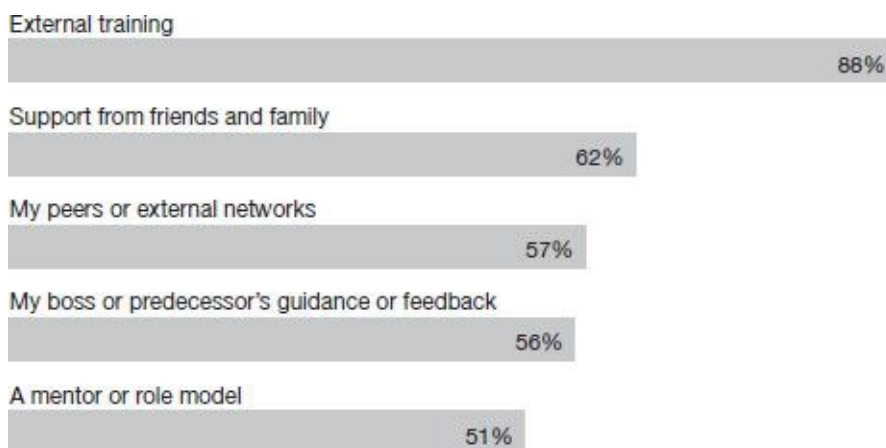 External training
88%
Support from friends and family
62%
My peers or external networks
57%
My boss or predecessor's guidance or feedback
56%
A mentor or role model
51%